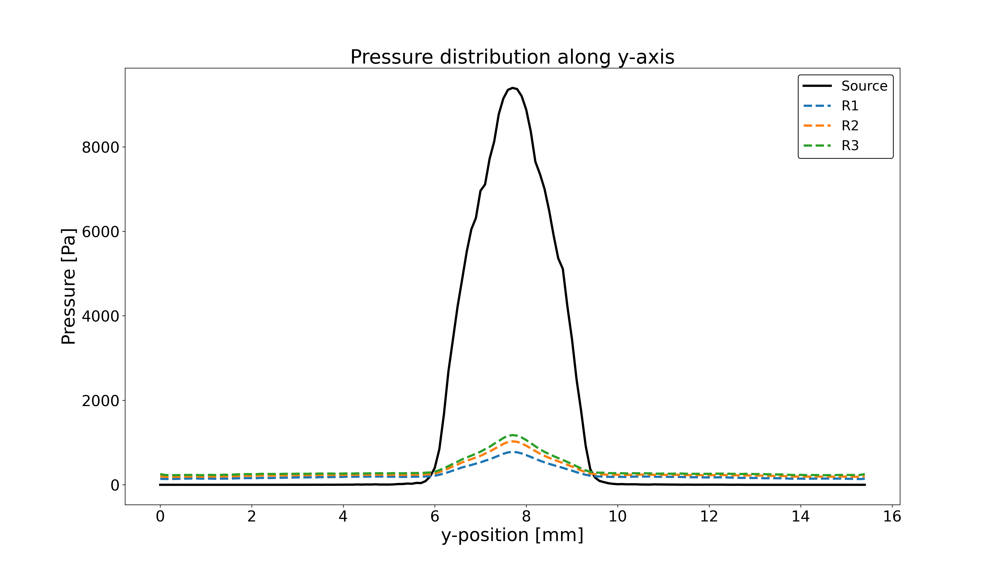 Pressure distribution along y-axis
Source
R1
R2
R3
Pressure [Pa]
8000
6000
4000
2000
0
0 2 4 6 8 10 12 14 16
y-position [mm]